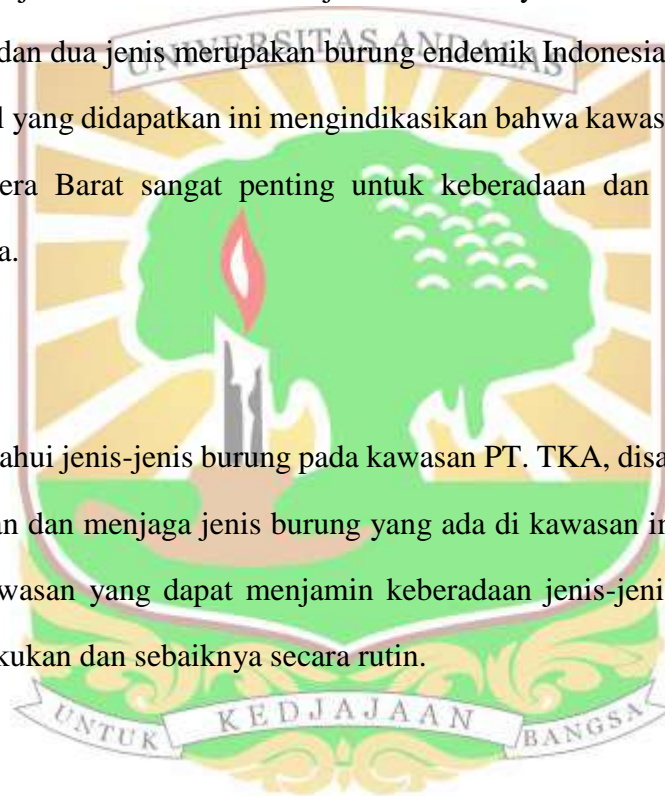 UNIVERSITAS ANDALAS
dan dua jenis merupakan burung endemik Indonesia
yang didapatkan ini mengindikasikan bahwa kawas
era Barat sangat penting untuk keberadaan dan
a.
ahui jenis-jenis burung pada kawasan PT. TKA, disa
an dan menjaga jenis burung yang ada di kawasan in
wasan yang dapat menjamin keberadaan jenis-jeni
kukan dan sebaiknya secara rutin.
UNTUK KEDJAJAAN BANGSA